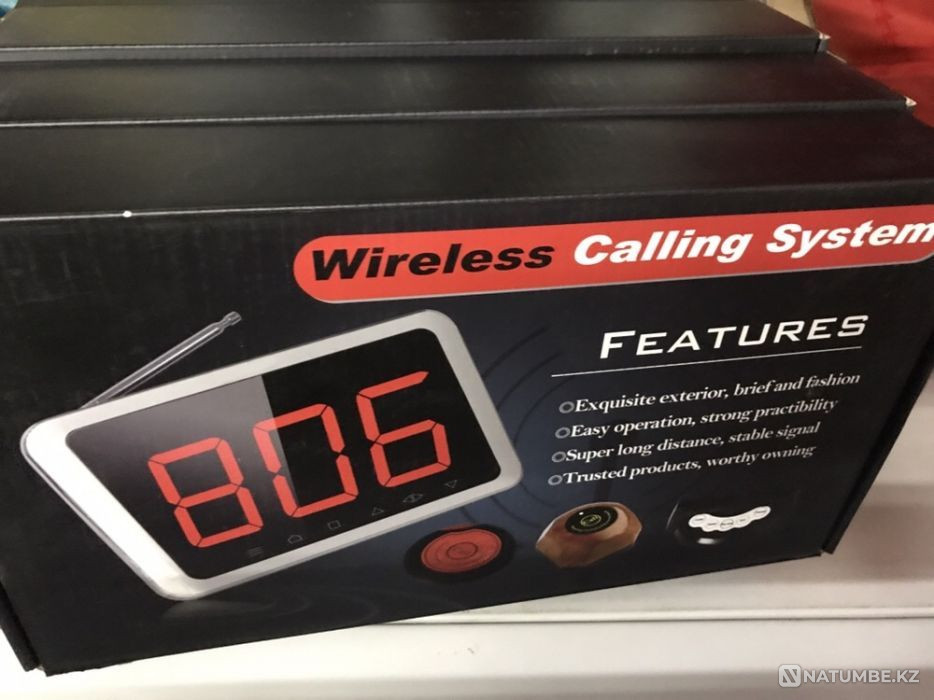 Wireless Calling System
FEATURES
Exquisite exterior, brief and fashion
Easy operation, strong practibility
Super long distance, stable signal
Trusted products, worthy owning
806
NATUMBE.KZ